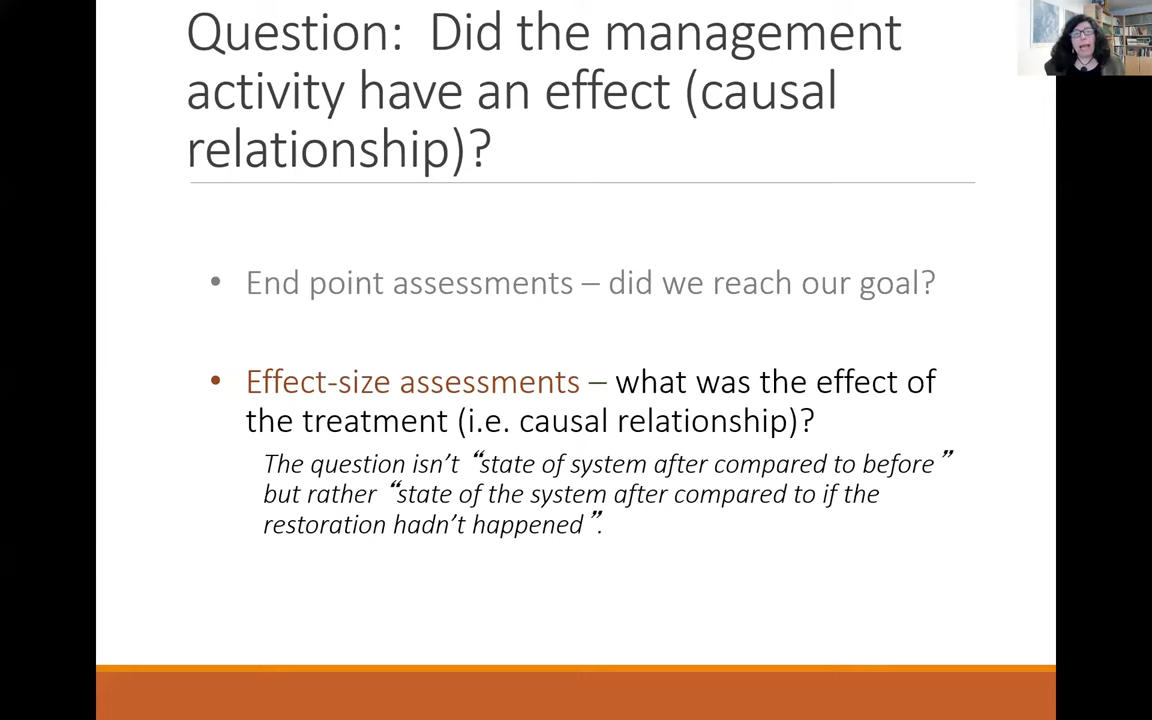 Question:  Did the management
activity have an effect (causal
relationship)?
• End point assessments – did we reach our goal?
• Effect-size assessments – what was the effect of
the treatment (i.e. causal relationship)?
The question isn’t “state of system after compared to before”
but rather “state of the system after compared to if the
restoration hadn’t happened”.